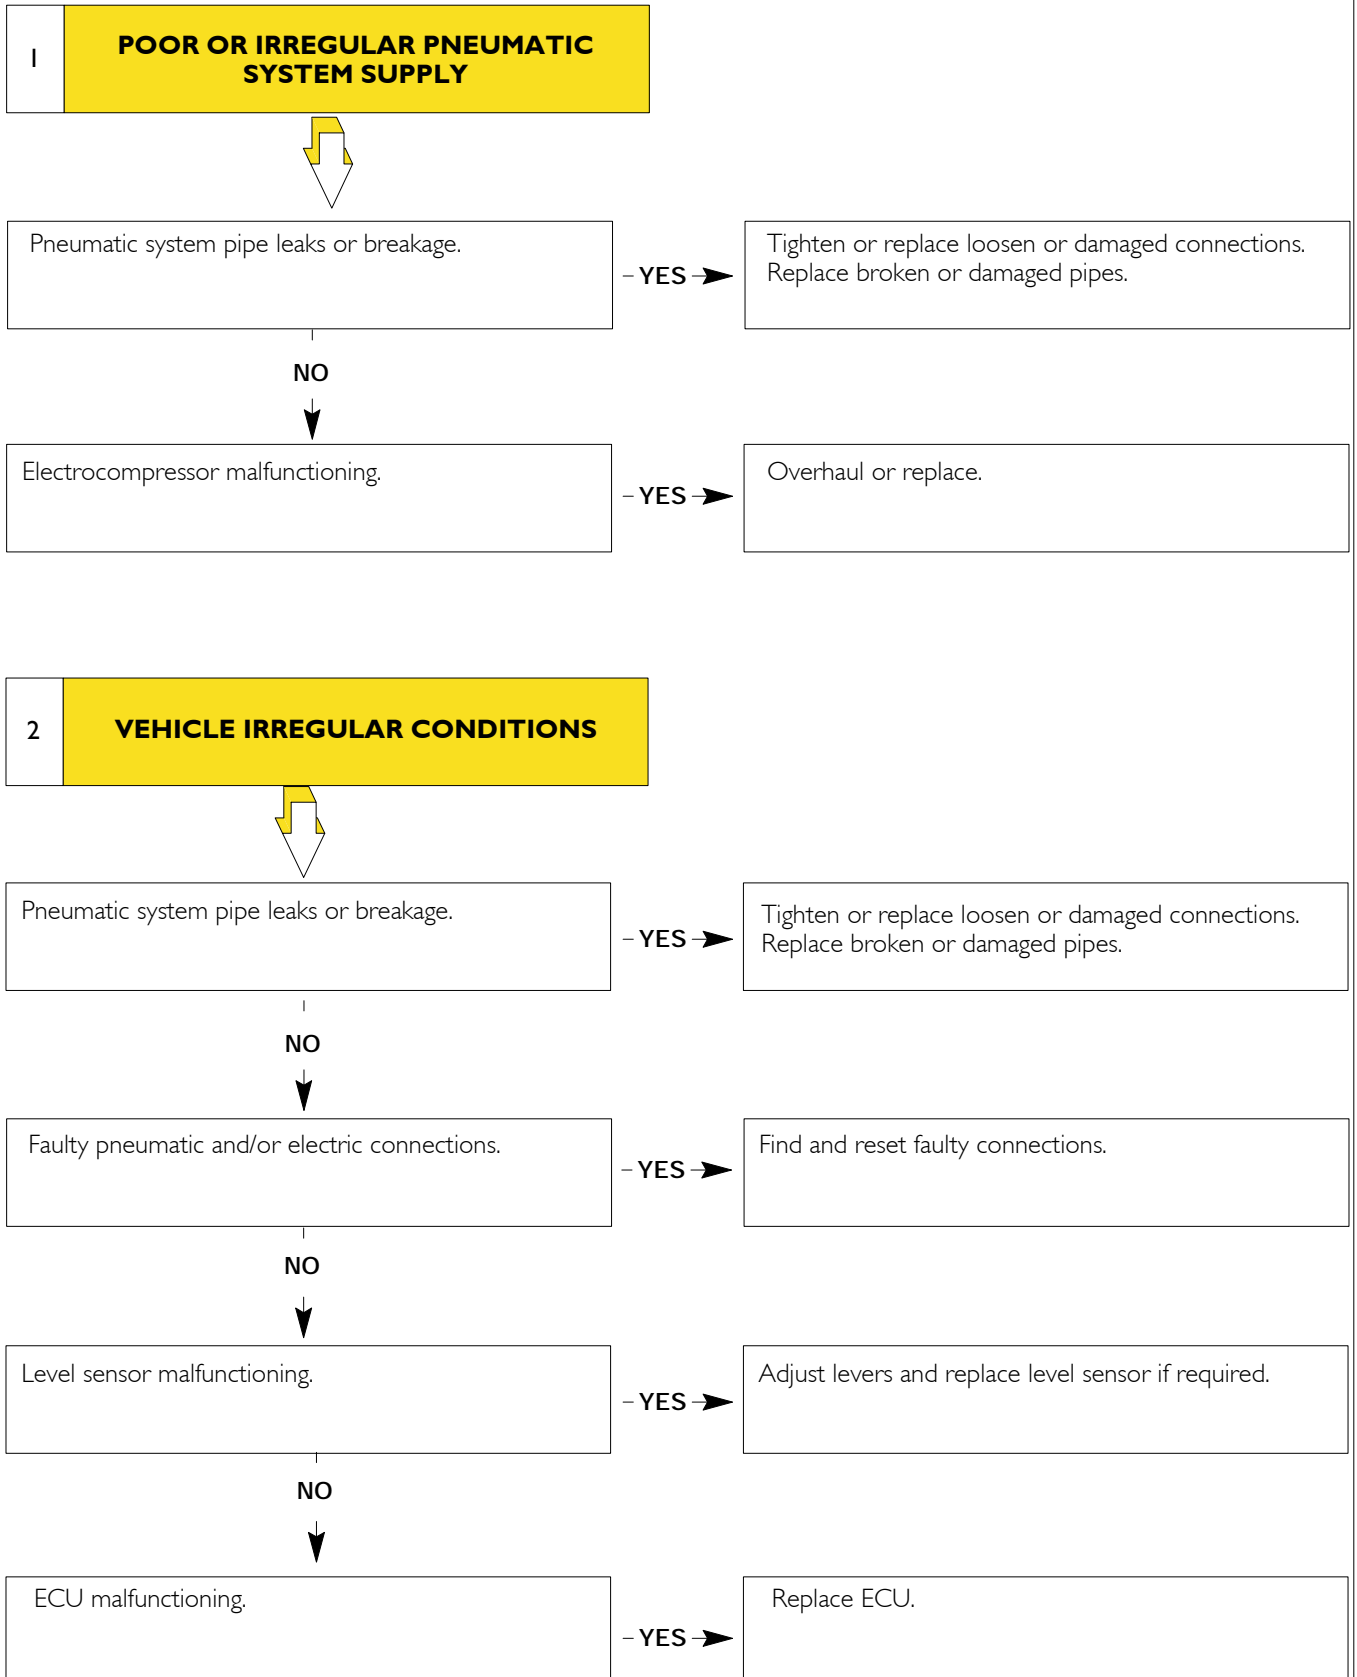 1
POOR OR IRREGULAR PNEUMATIC
SYSTEM SUPPLY
Pneumatic system pipe leaks or breakage.
YES
Tighten or replace loosen or damaged connections.
Replace broken or damaged pipes.
NO
Electrocompressor malfunctioning.
YES
Overhaul or replace.
2
VEHICLE IRREGULAR CONDITIONS
Pneumatic system pipe leaks or breakage.
YES
Tighten or replace loosen or damaged connections.
Replace broken or damaged pipes.
NO
Faulty pneumatic and/or electric connections.
YES
Find and reset faulty connections.
NO
Level sensor malfunctioning.
YES
Adjust levers and replace level sensor if required.
NO
ECU malfunctioning.
YES
Replace ECU.